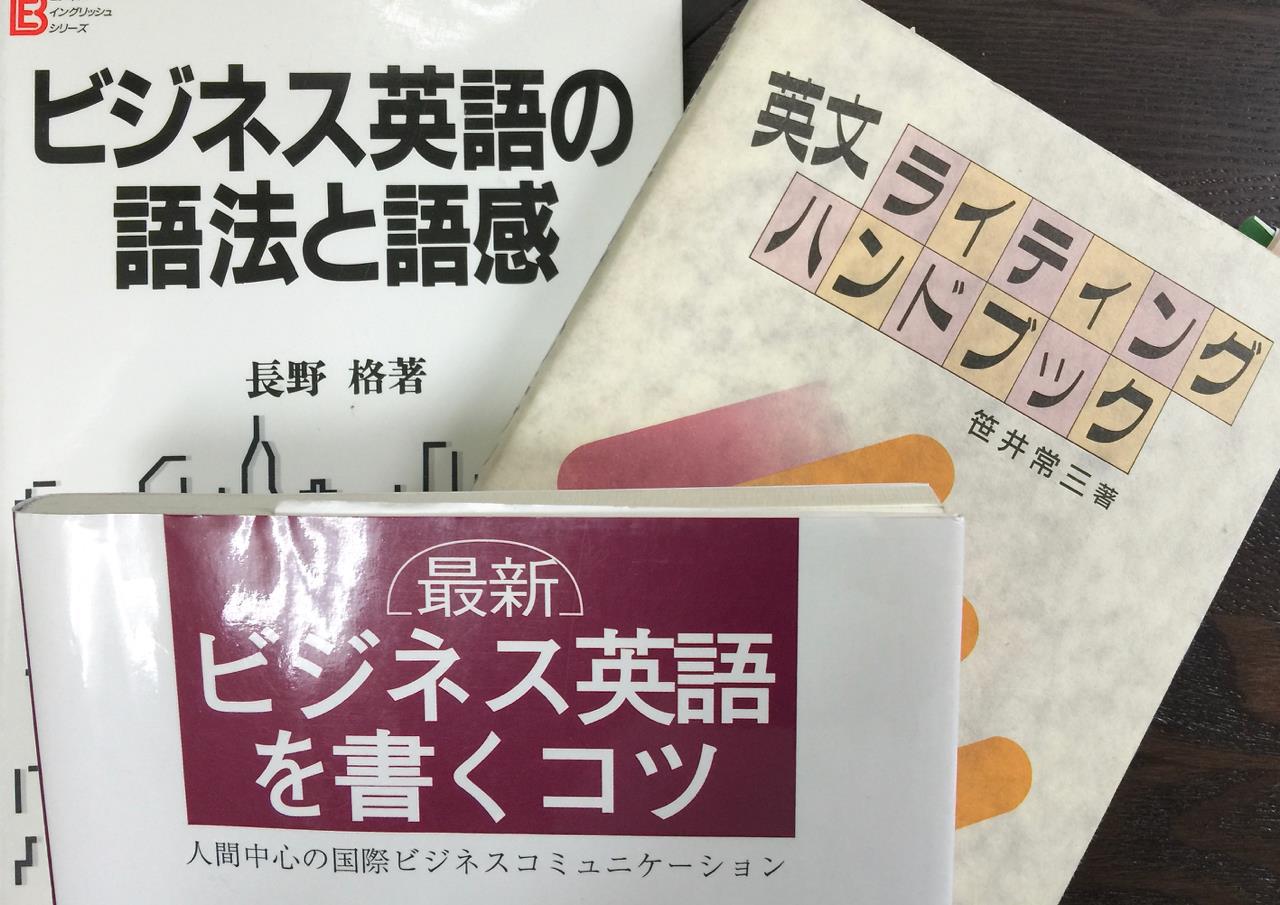 イングリッシュ
シリーズ
ビジネス英語の
語法と語感
長野 格著
英文ライティング
ハンドブック
笹井常三著
最新
ビジネス英語
を書くコツ
人間中心の国際ビジネスコミュニケーション